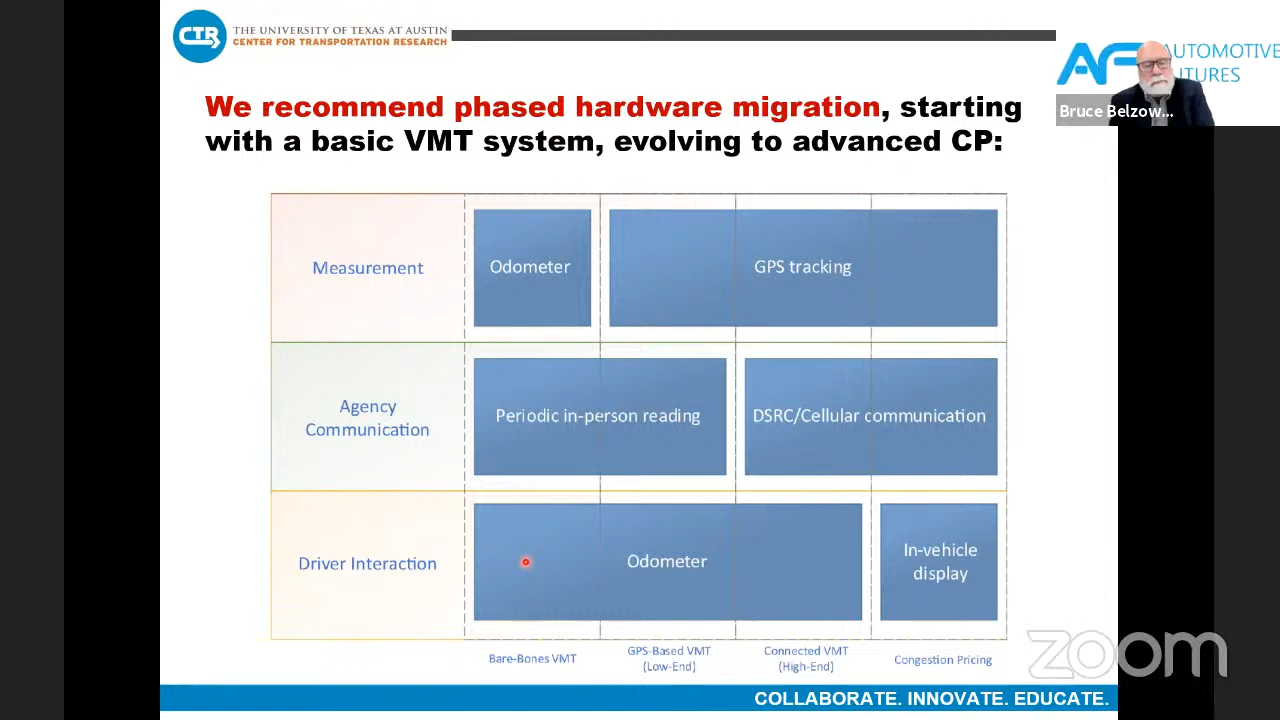 CTR
THE UNIVERSITY OF TEXAS AT AUSTIN
CENTER FOR TRANSPORTATION RESEARCH
AUTOMOTIVE
Bruce Belzow...
We recommend phased hardware migration, starting
with a basic VMT system, evolving to advanced CP:
Measurement
Odometer
GPS tracking
Agency
Communication
Periodic in-person reading
DSRC/Cellular communication
Driver Interaction
Odometer
In-vehicle
display
Bare-Bones VMT
GPS-Based VMT
(Low-End)
Connected VMT
(High-End)
Congestion Pricing
zoom
COLLABORATE. INNOVATE. EDUCATE.